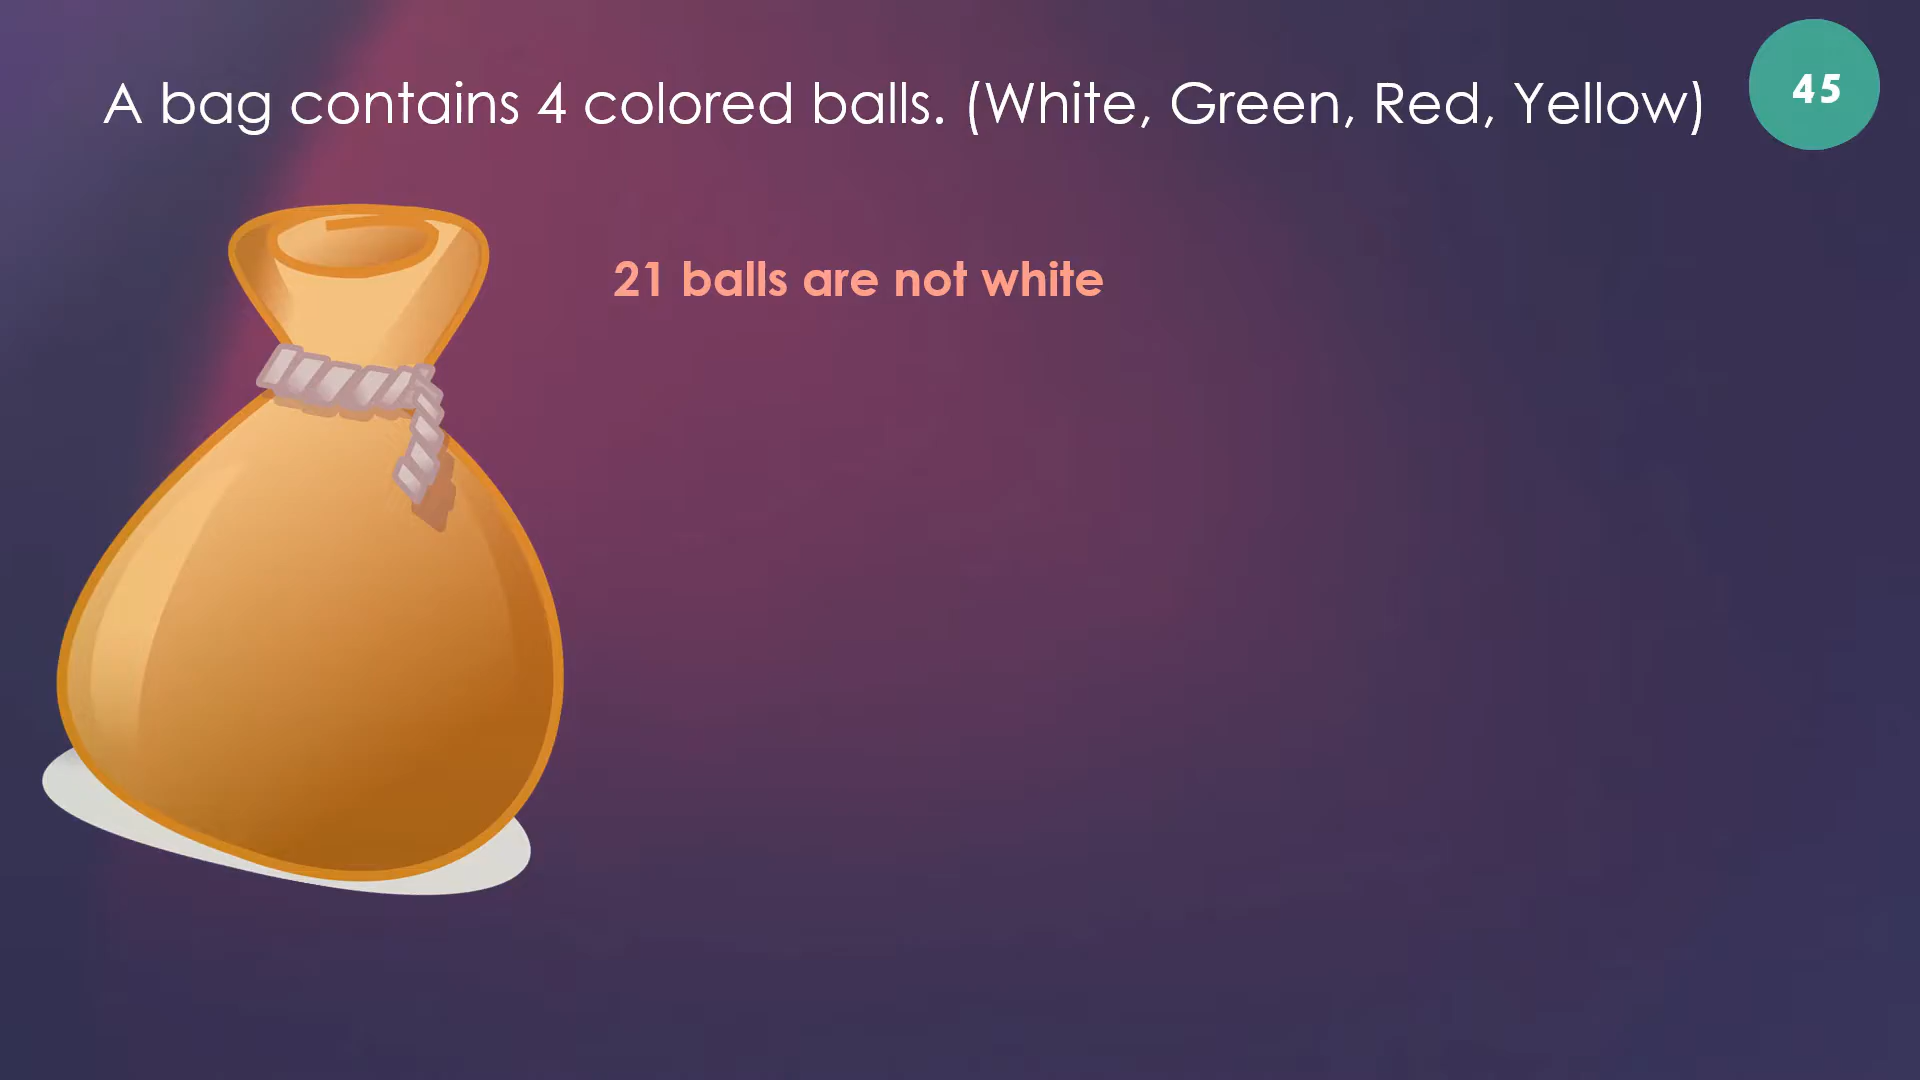 A bag contains 4 colored balls. (White, Green, Red, Yellow)
45
21 balls are not white